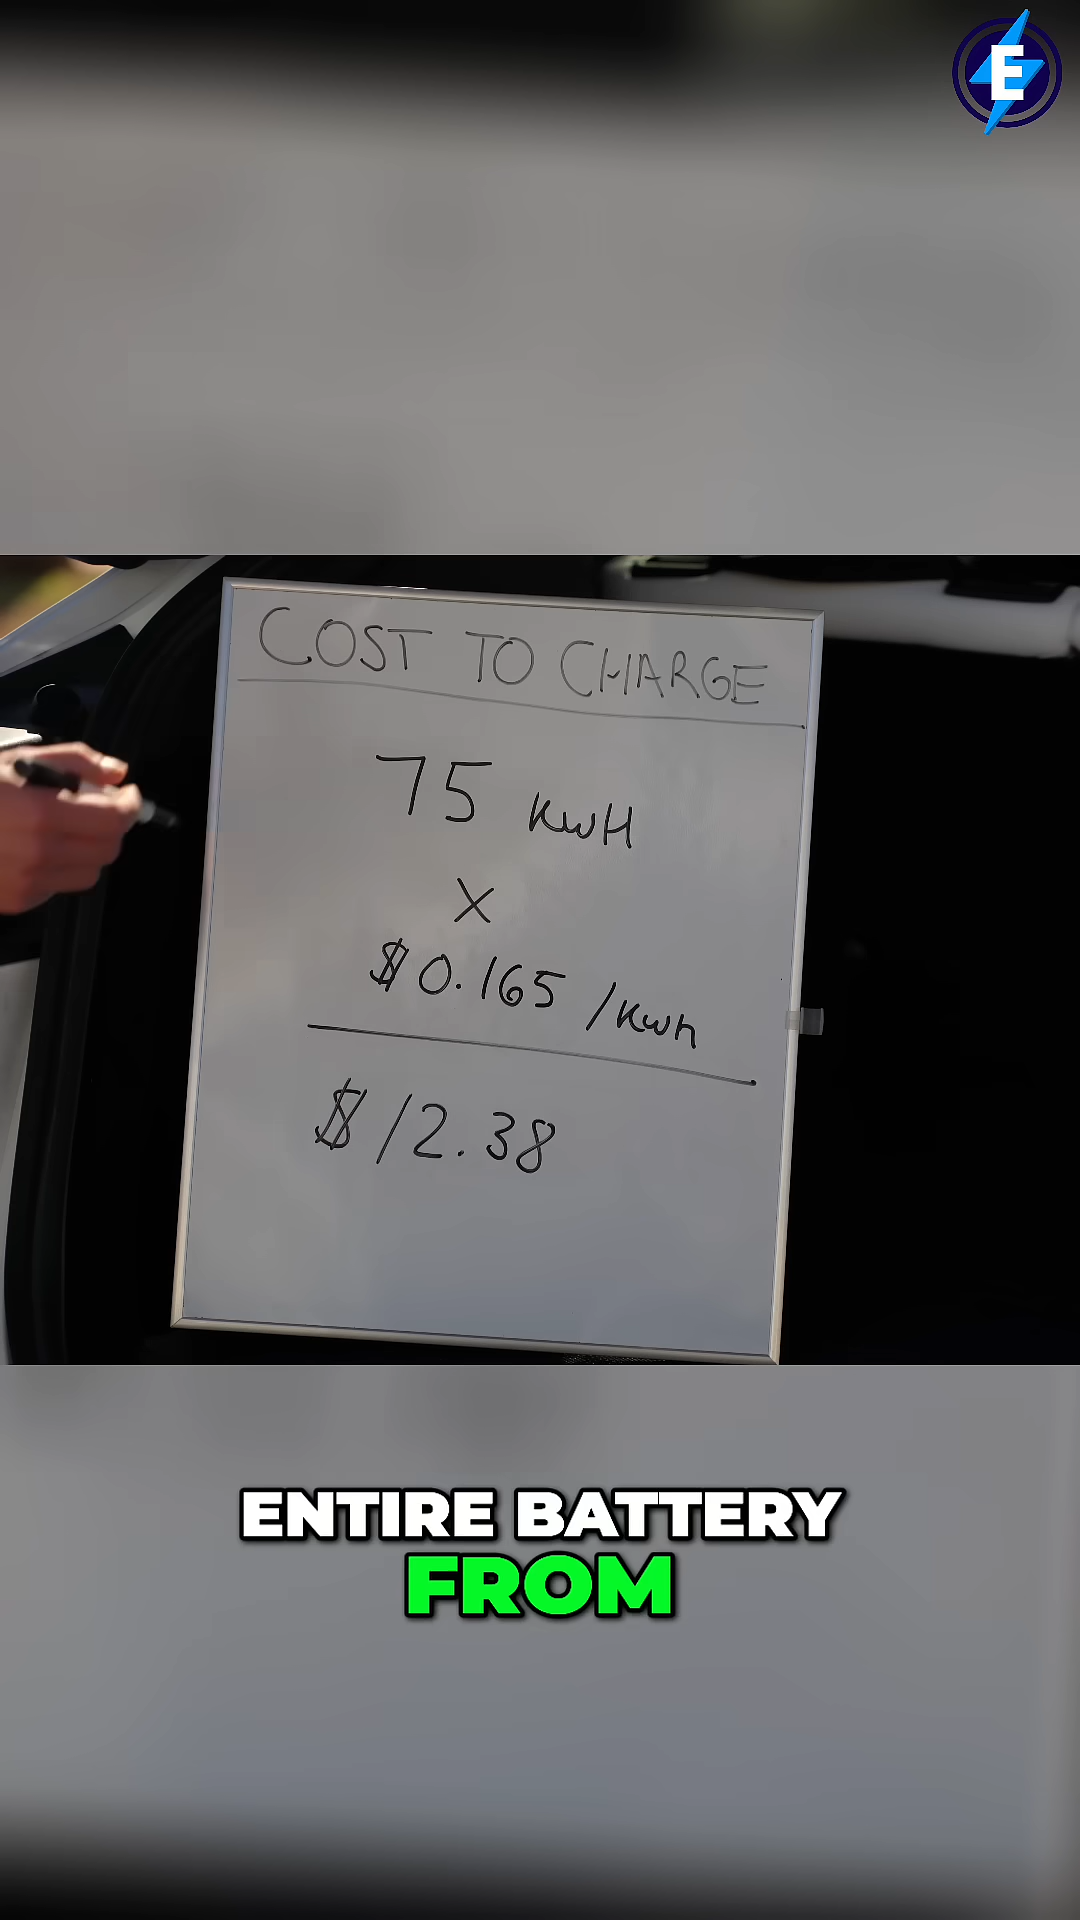 E
COST TO CHARGE
75 KWH
X
$0.165 /KWh
$12.38
ENTIRE BATTERY
FROM